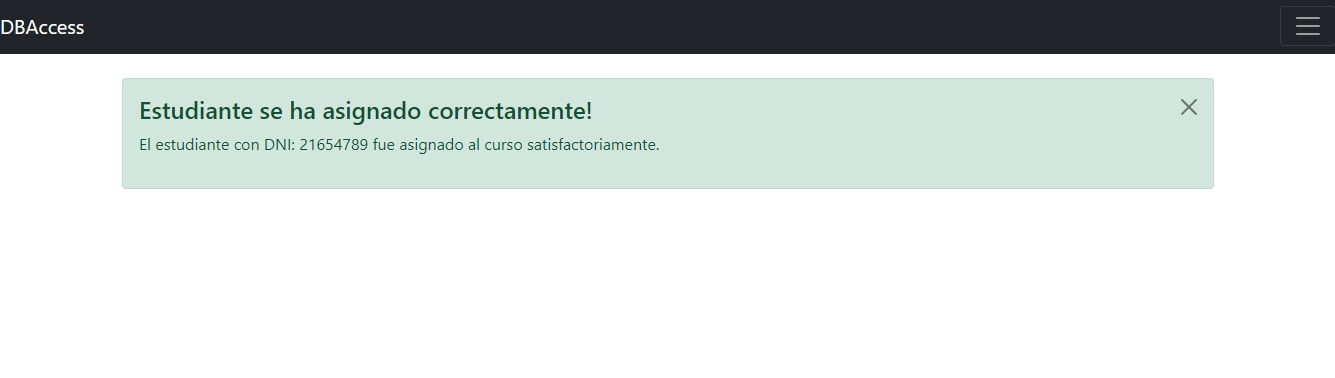 DBAccess
Estudiante se ha asignado correctamente!
El estudiante con DNI: 21654789 fue asignado al curso satisfactoriamente.